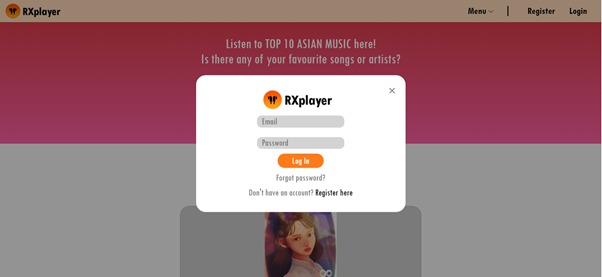 RXplayer
Menu
Register
Login
Listen to TOP 10 ASIAN MUSIC here!
Is there any of your favourite songs or artists?
RXplayer
Email
Password
Log In
Forgot password?
Don't have an account? Register here